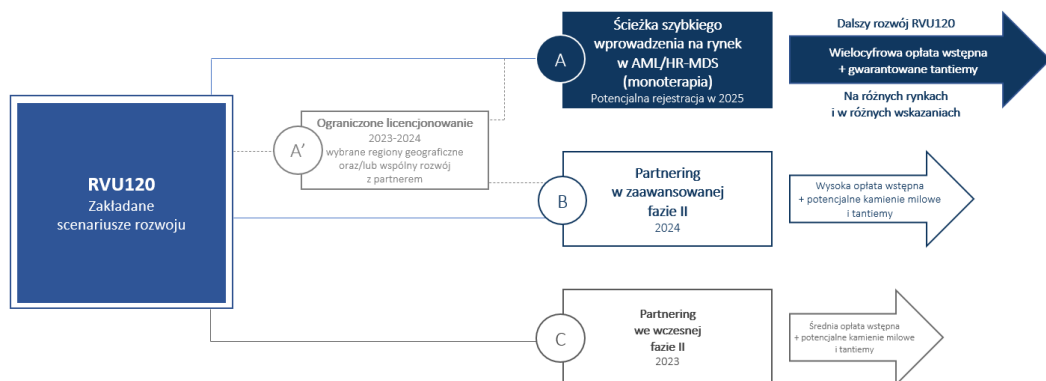 RVU120
Zakładane
scenariusze rozwoju
A'
Ograniczone licencjonowanie
2023-2024
wybrane regiony geograficzne
oraz/lub wspólny rozwój
z partnerem
A
Ścieżka szybkiego
wprowadzenia na rynek
w AML/HR-MDS
(monoterapia)
Potencjalna rejestracja w 2025
Dalszy rozwój RVU120
Wielocyfrowa opłata wstępna
+ gwarantowane tantiemy
Na różnych rynkach
i w różnych wskazaniach
B
Partnering
w zaawansowanej
fazie II
2024
Wysoka opłata wstępna
+ potencjalne kamienie milowe
i tantiemy
C
Partnering
we wczesnej
fazie II
2023
Średnia opłata wstępna
+ potencjalne kamienie milowe
i tantiemy